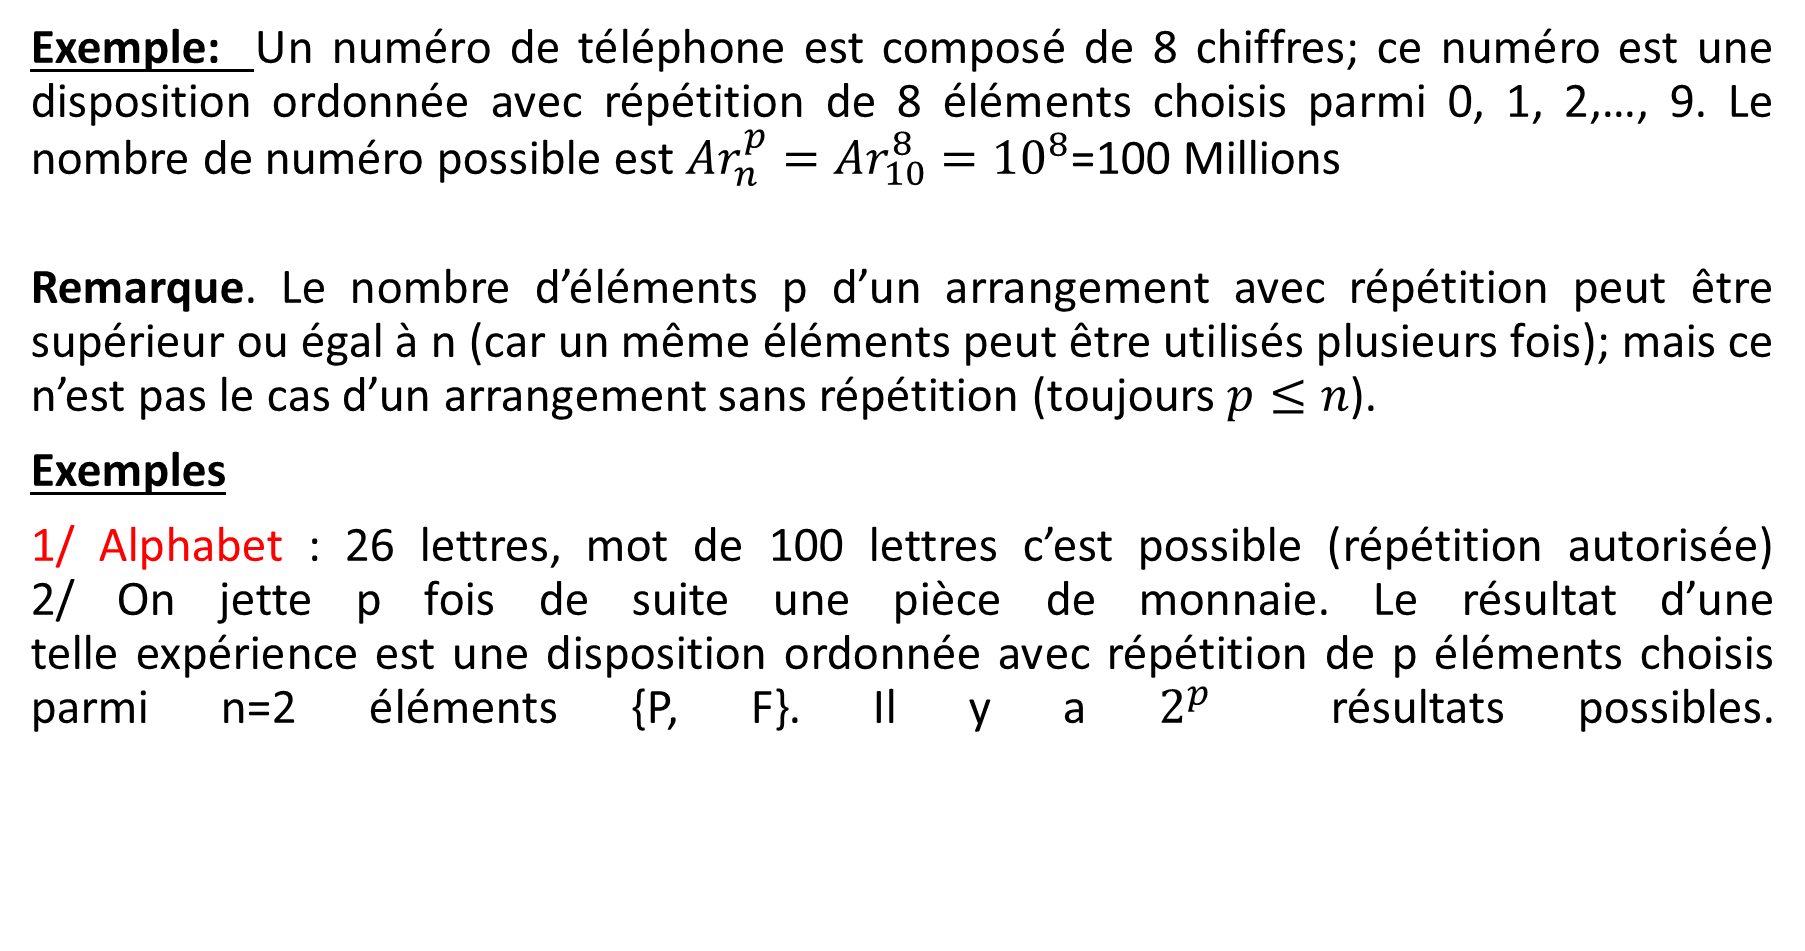 Exemple: Un numéro de téléphone est composé de 8 chiffres; ce numéro est une
disposition ordonnée avec répétition de 8 éléments choisis parmi 0, 1, 2,..., 9. Le
nombre de numéro possible est $Ar_n^p = Ar_{10}^8 = 10^8$=100 Millions
Remarque. Le nombre d’éléments p d’un arrangement avec répétition peut être
supérieur ou égal à n (car un même éléments peut être utilisés plusieurs fois); mais ce
n’est pas le cas d’un arrangement sans répétition (toujours $p \leq n$).
Exemples
1/ Alphabet : 26 lettres, mot de 100 lettres c’est possible (répétition autorisée)
2/ On jette p fois de suite une pièce de monnaie. Le résultat d’une
telle expérience est une disposition ordonnée avec répétition de p éléments choisis
parmi n=2 éléments {P, F}. Il y a $2^p$ résultats possibles.